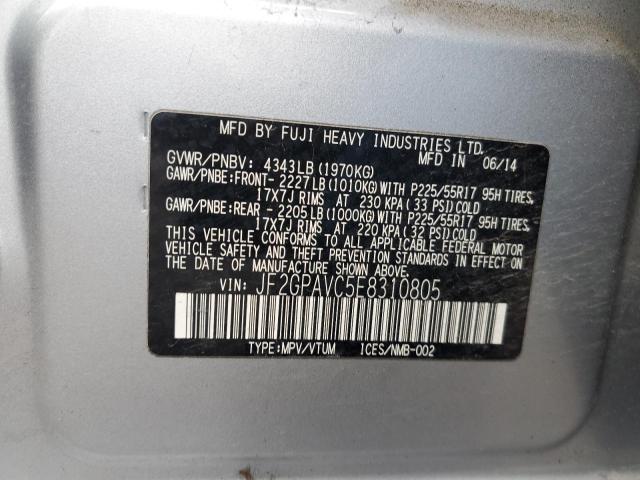 MFD BY FUJI HEAVY INDUSTRIES LTD.
MFD IN 06/14
GVWR/PNBV: 4343LB (1970KG)
GAWR/PNBE:FRONT- 2227LB (1010KG) WITH P225/55R17 95H TIRES,
17X7J RIMS AT 230 KPA (33 PSI) COLD
GAWR/PNBE:REAR - 2205LB (1000KG) WITH P225/55R17 95H TIRES,
17X7J RIMS AT 220 KPA (32 PSI) COLD
THIS VEHICLE CONFORMS TO ALL APPLICABLE FEDERAL MOTOR
VEHICLE SAFETY AND THEFT PREVENTION STANDARDS IN EFFECT ON
THE DATE OF MANUFACTURE SHOWN ABOVE.
VIN: JF2GPAVC5E8310805
TYPE:MPV/VTUM ICES/NMB-002